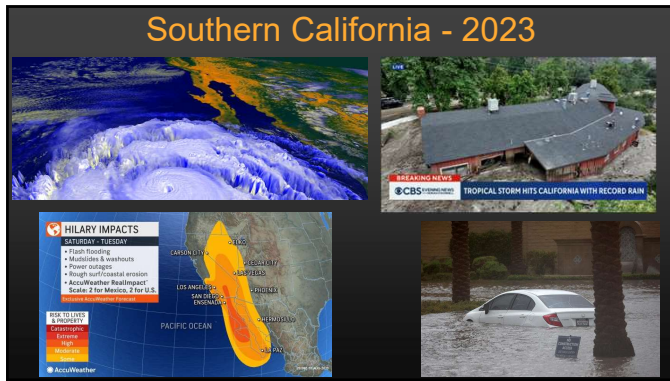 Southern California - 2023
LIVE
BREAKING NEWS
CBS EVENING NEWS
TROPICAL STORM HITS CALIFORNIA WITH RECORD RAIN
HILARY IMPACTS
SATURDAY - TUESDAY
• Flash flooding
• Mudslides & washouts
• Power outages
• Rough surf/coastal erosion
• AccuWeather RealImpact™
Scale: 2 for Mexico, 2 for U.S.
Exclusive AccuWeather Forecast
RISK TO LIVES
& PROPERTY
Catastrophic
Extreme
High
Moderate
Some
AccuWeather
CARSON CITY
ELKO
CEDAR CITY
LAS VEGAS
LOS ANGELES
PHOENIX
SAN DIEGO
ENSENADA
HERMOSILLO
PACIFIC OCEAN
LA PAZ